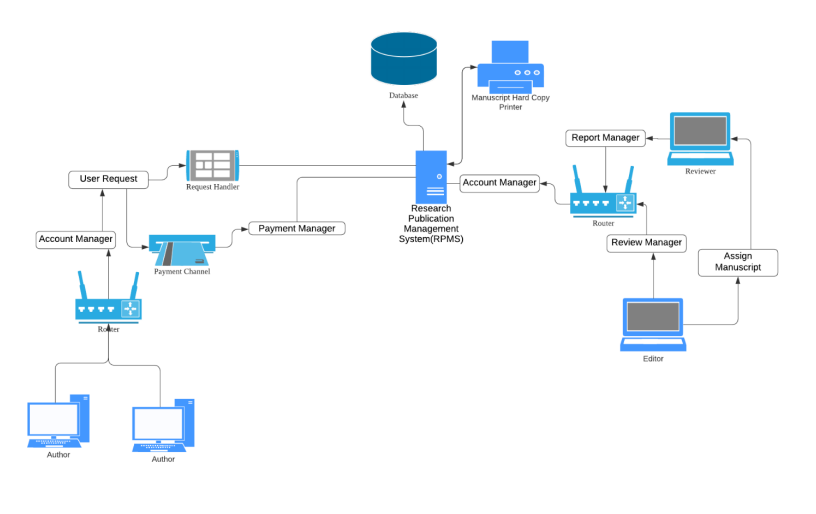 Database
Manuscript Hard Copy
Printer
Report Manager
Reviewer
User Request
Request Handler
Account Manager
Research
Publication
Management
System(RPMS)
Router
Payment Manager
Account Manager
Review Manager
Assign
Manuscript
Payment Channel
Router
Editor
Author
Author